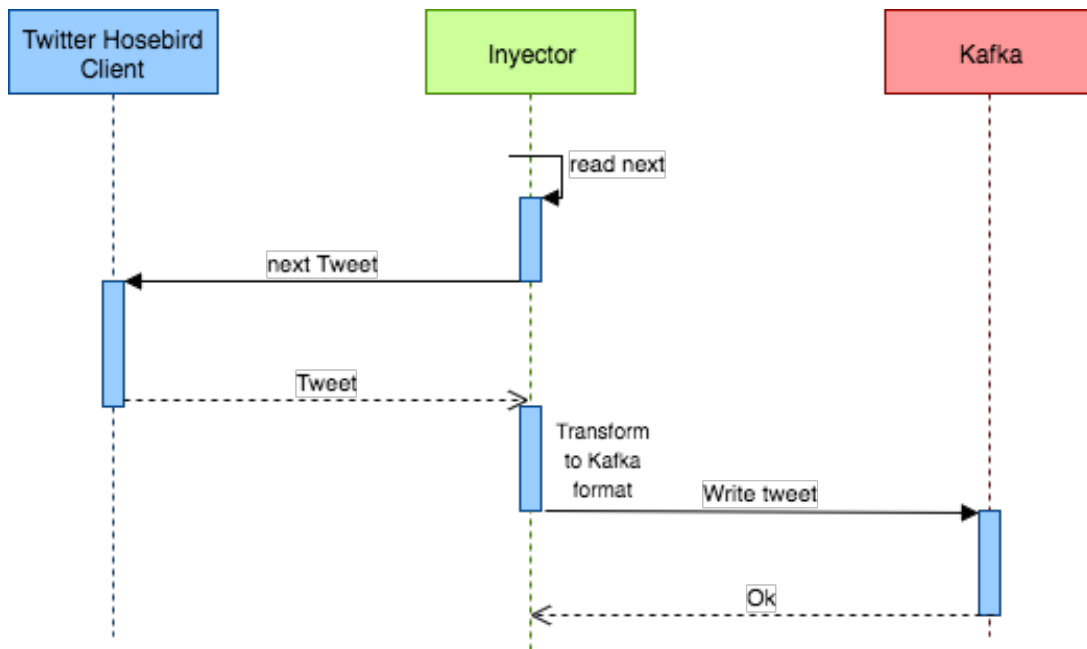 Twitter Hosebird
Client
Inyector
Kafka
read next
next Tweet
Tweet
Transform
to Kafka
format
Write tweet
Ok